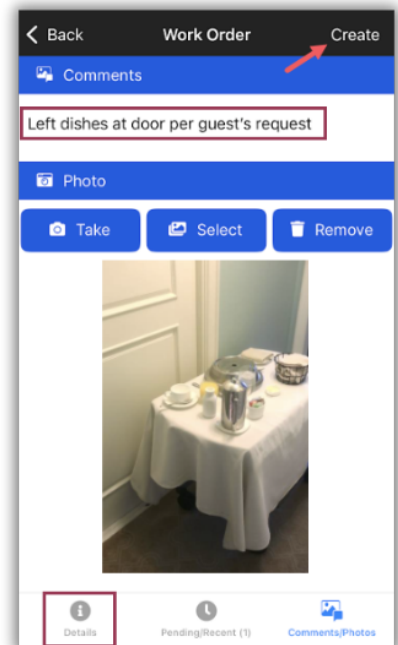 Back Work Order Create
Comments
Left dishes at door per guest's request
Photo
Take Select Remove
Details Pending/Recent (1) Comments/Photos